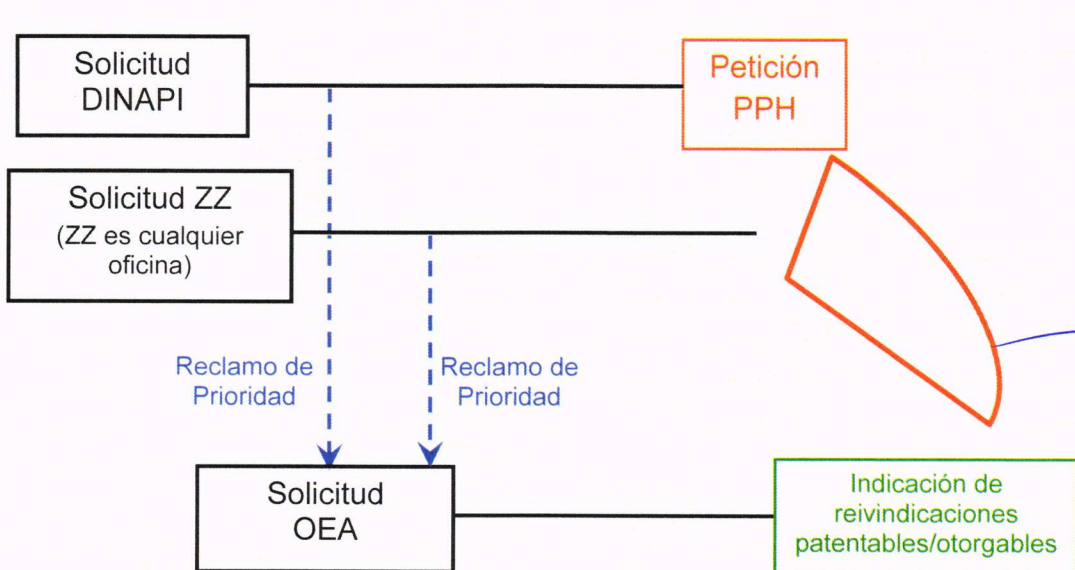 Solicitud
DINAPI
Petición
PPH
Solicitud ZZ
(ZZ es cualquier
oficina)
Reclamo de
Prioridad
Reclamo de
Prioridad
Solicitud
OEA
Indicación de
reivindicaciones
patentables/otorgables